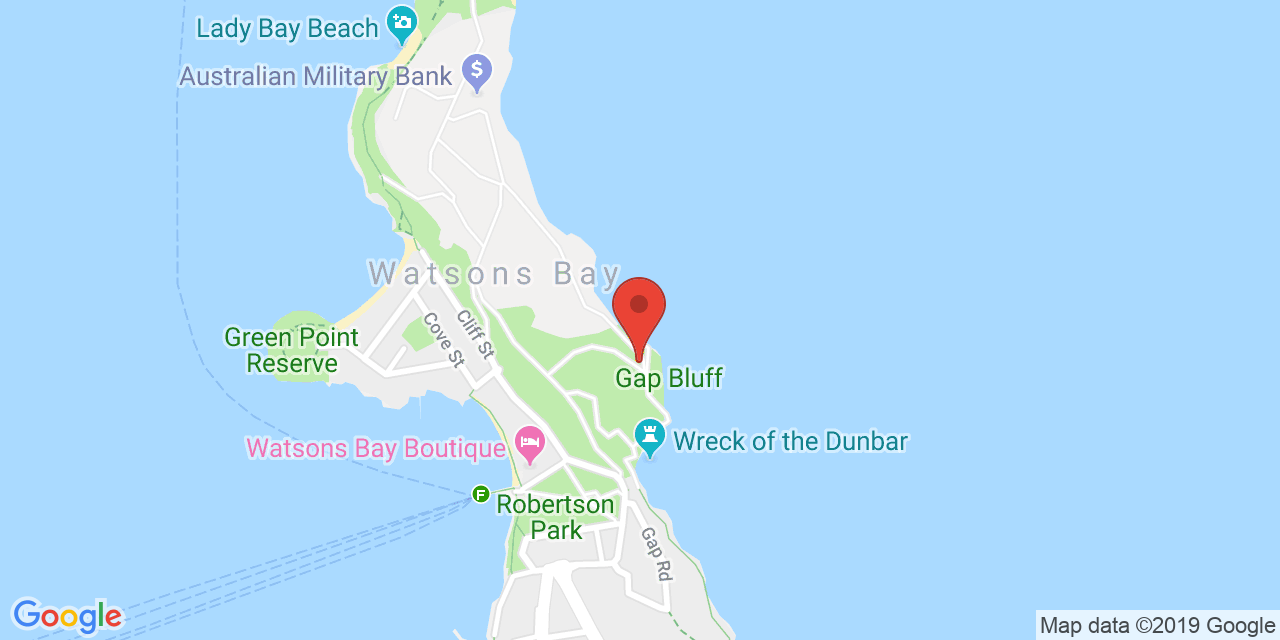 Lady Bay Beach
Australian Military Bank
$
Watsons Bay
Green Point
Reserve
Cove St
Cliff St
Gap Bluff
Wreck of the Dunbar
Watsons Bay Boutique
F
Robertson
Park
Gap Rd
Google
Map data ©2019 Google